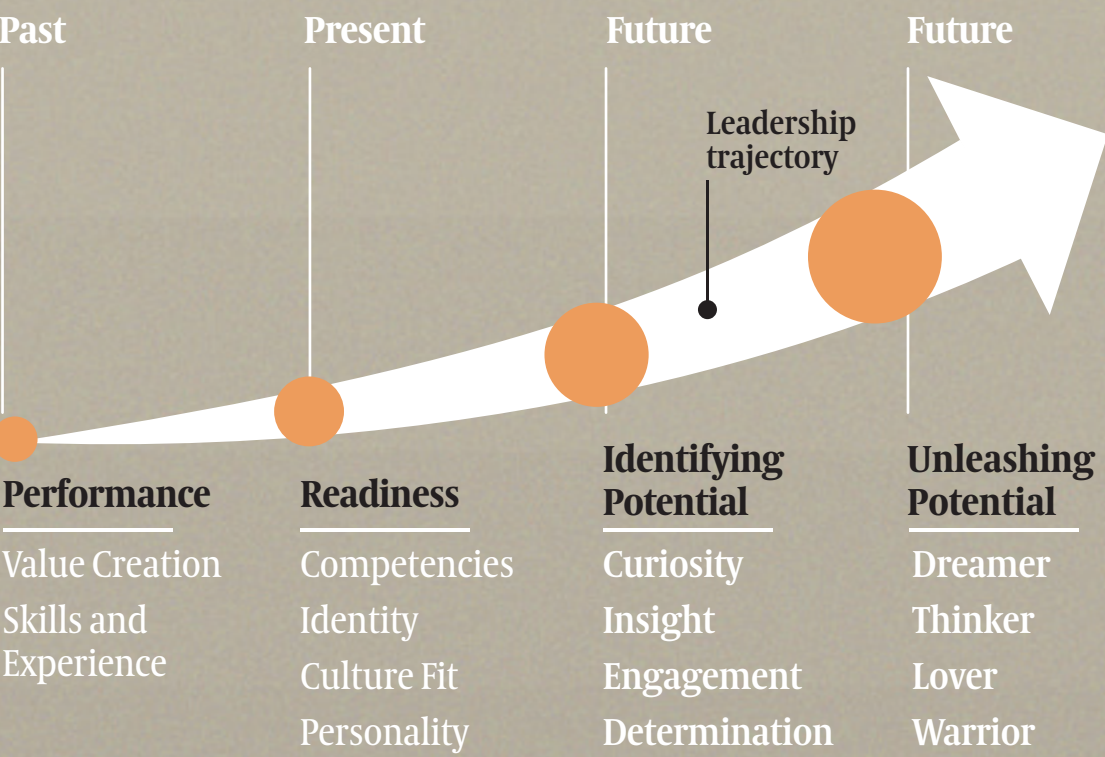 Past
Present
Future
Future
Leadership
trajectory
Performance
Value Creation
Skills and
Experience
Readiness
Competencies
Identity
Culture Fit
Personality
Identifying
Potential
Curiosity
Insight
Engagement
Determination
Unleashing
Potential
Dreamer
Thinker
Lover
Warrior